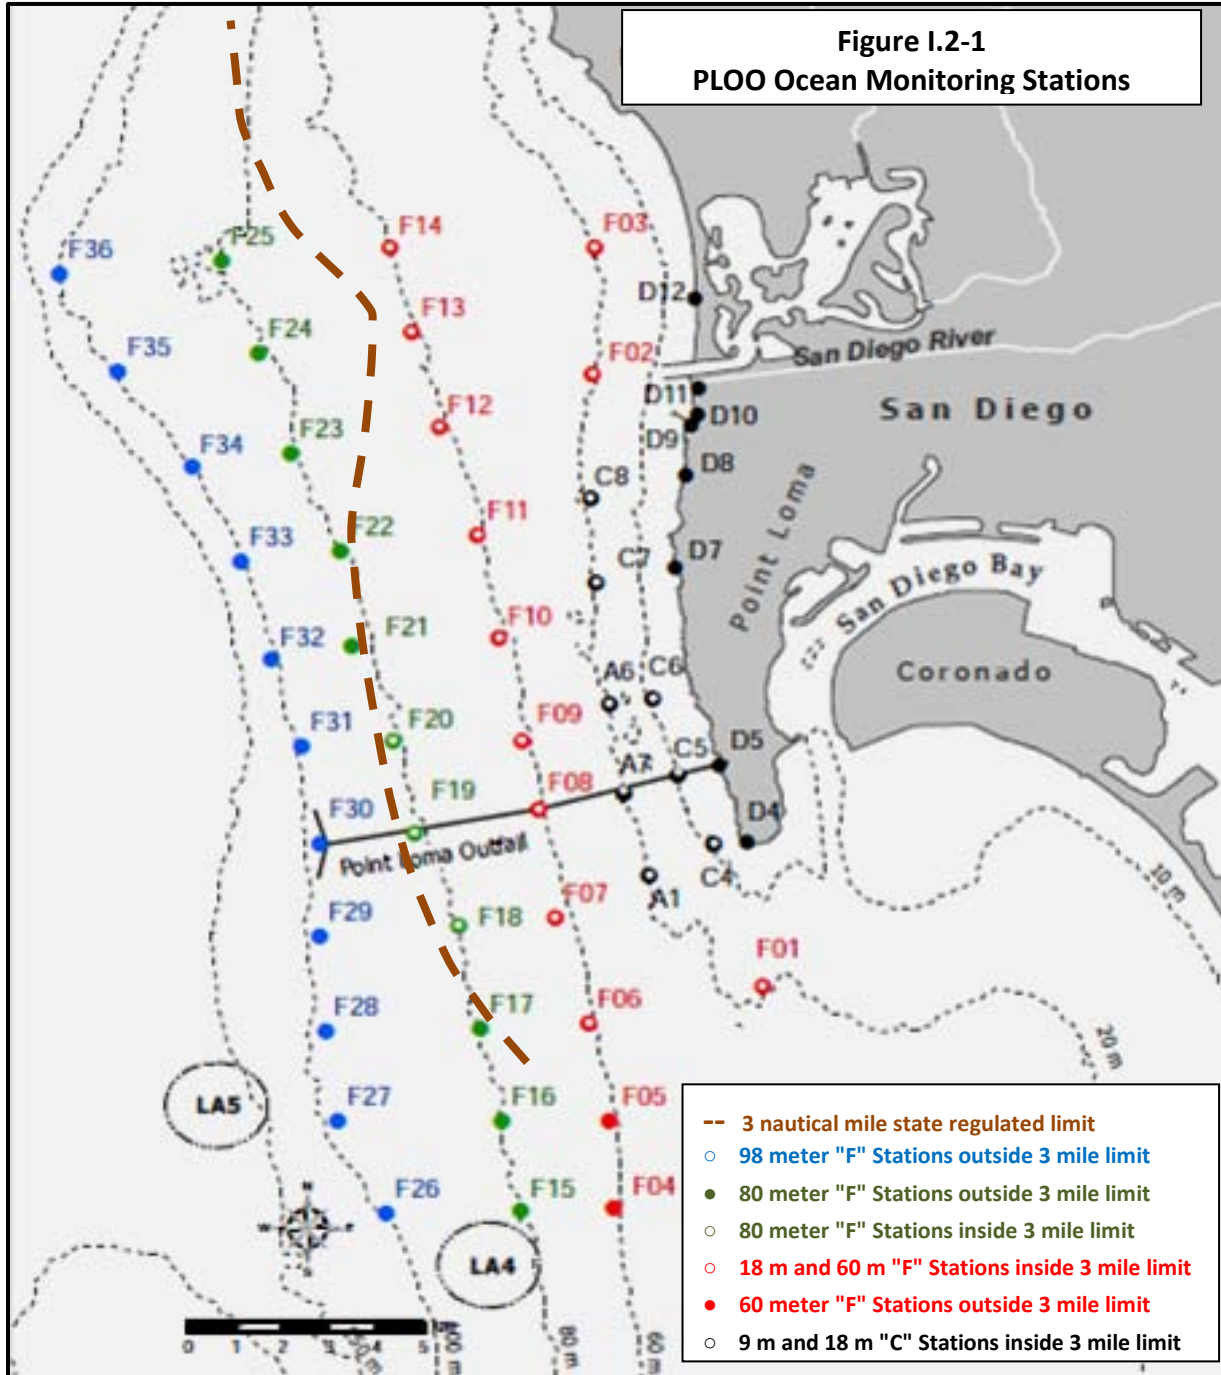 Figure I.2-1
PLOO Ocean Monitoring Stations
F36
F25
F14
F03
D12
F35
F24
F13
F02
San Diego River
D11
D10
San Diego
F34
F23
F12
D9
D8
C8
Point Loma
F33
F22
F11
C7
D7
San Diego Bay
F32
F21
F10
A6
C6
Coronado
F31
F20
F09
A7
C5
D5
F30
F19
F08
D4
Point Loma Outfall
C4
A1
F29
F18
F07
F01
10 m
F28
F17
F06
20 m
LA5
F27
F16
F05
F26
F15
F04
N
W
E
S
LA4
0 1 2 3 4 5
80 m
60 m
-- 3 nautical mile state regulated limit
○ 98 meter "F" Stations outside 3 mile limit
● 80 meter "F" Stations outside 3 mile limit
○ 80 meter "F" Stations inside 3 mile limit
○ 18 m and 60 m "F" Stations inside 3 mile limit
● 60 meter "F" Stations outside 3 mile limit
○ 9 m and 18 m "C" Stations inside 3 mile limit